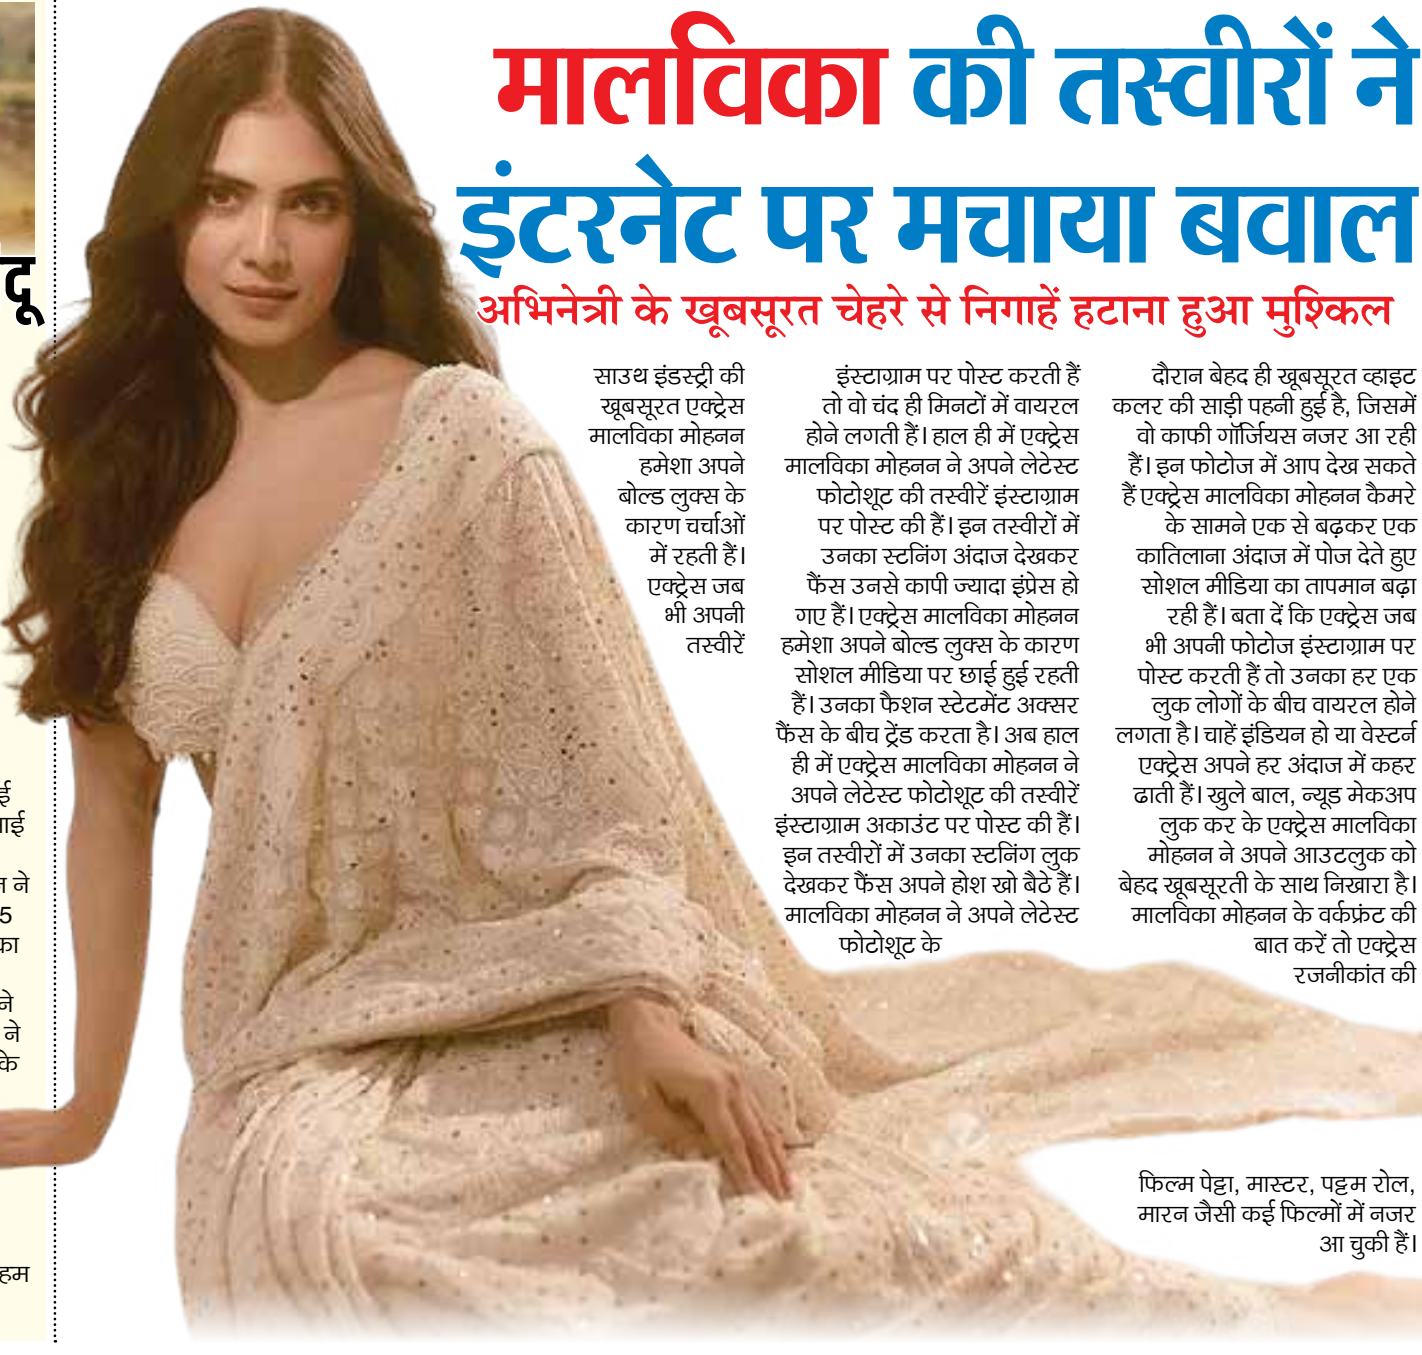 मालविका की तस्वीरों ने
इंटरनेट पर मचाया बवाल
अभिनेत्री के खूबसूरत चेहरे से निगाहें हटाना हुआ मुश्किल
साउथ इंडस्ट्री की
खूबसूरत एक्ट्रेस
मालविका मोहनन
हमेशा अपने
बोल्ड लुक्स के
कारण चर्चाओं
में रहती हैं।
एक्ट्रेस जब
भी अपनी
तस्वीरें
इंस्टाग्राम पर पोस्ट करती हैं
तो वो चंद ही मिनटों में वायरल
होने लगती हैं। हाल ही में एक्ट्रेस
मालविका मोहनन ने अपने लेटेस्ट
फोटोशूट की तस्वीरें इंस्टाग्राम
पर पोस्ट की हैं। इन तस्वीरों में
उनका स्टनिंग अंदाज देखकर
फैंस उनसे कापी ज्यादा इंप्रेस हो
गए हैं। एक्ट्रेस मालविका मोहनन
हमेशा अपने बोल्ड लुक्स के कारण
सोशल मीडिया पर छाई हुई रहती
हैं। उनका फैशन स्टेटमेंट अक्सर
फैंस के बीच ट्रेंड करता है। अब हाल
ही में एक्ट्रेस मालविका मोहनन ने
अपने लेटेस्ट फोटोशूट की तस्वीरें
इंस्टाग्राम अकाउंट पर पोस्ट की हैं।
इन तस्वीरों में उनका स्टनिंग लुक
देखकर फैंस अपने होश खो बैठे हैं।
मालविका मोहनन ने अपने लेटेस्ट
फोटोशूट के
दौरान बेहद ही खूबसूरत व्हाइट
कलर की साड़ी पहनी हुई है, जिसमें
वो काफी गॉर्जियस नजर आ रही
हैं। इन फोटोज में आप देख सकते
हैं एक्ट्रेस मालविका मोहनन कैमरे
के सामने एक से बढ़कर एक
कातिलाना अंदाज में पोज देते हुए
सोशल मीडिया का तापमान बढ़ा
रही हैं। बता दें कि एक्ट्रेस जब
भी अपनी फोटोज इंस्टाग्राम पर
पोस्ट करती हैं तो उनका हर एक
लुक लोगों के बीच वायरल होने
लगता है। चाहें इंडियन हो या वेस्टर्न
एक्ट्रेस अपने हर अंदाज में कहर
ढाती हैं। खुले बाल, न्यूड मेकअप
लुक कर के एक्ट्रेस मालविका
मोहनन ने अपने आउटलुक को
बेहद खूबसूरती के साथ निखारा है।
मालविका मोहनन के वर्कफ्रंट की
बात करें तो एक्ट्रेस
रजनीकांत की
फिल्म पेट्टा, मास्टर, पट्टम रोल,
मारन जैसी कई फिल्मों में नजर
आ चुकी हैं।